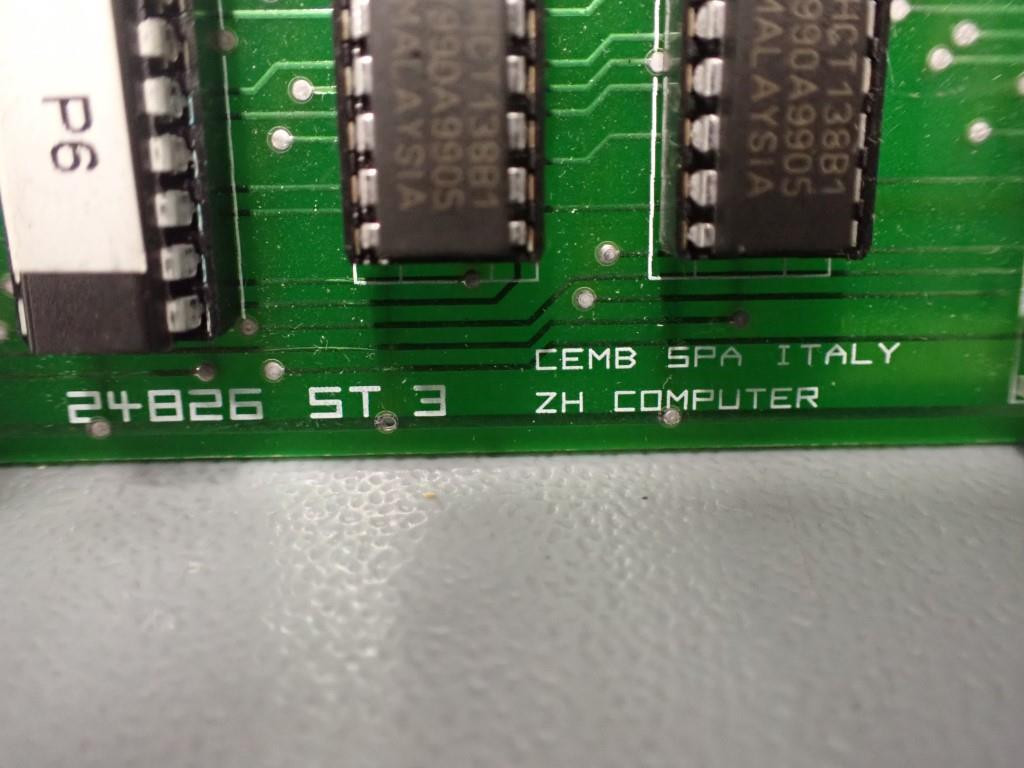 P6
HCT138B1
990A9905
MALAYSIA
HCT138B1
990A9905
MALAYSIA
CEMB SPA ITALY
24826 ST 3
ZH COMPUTER